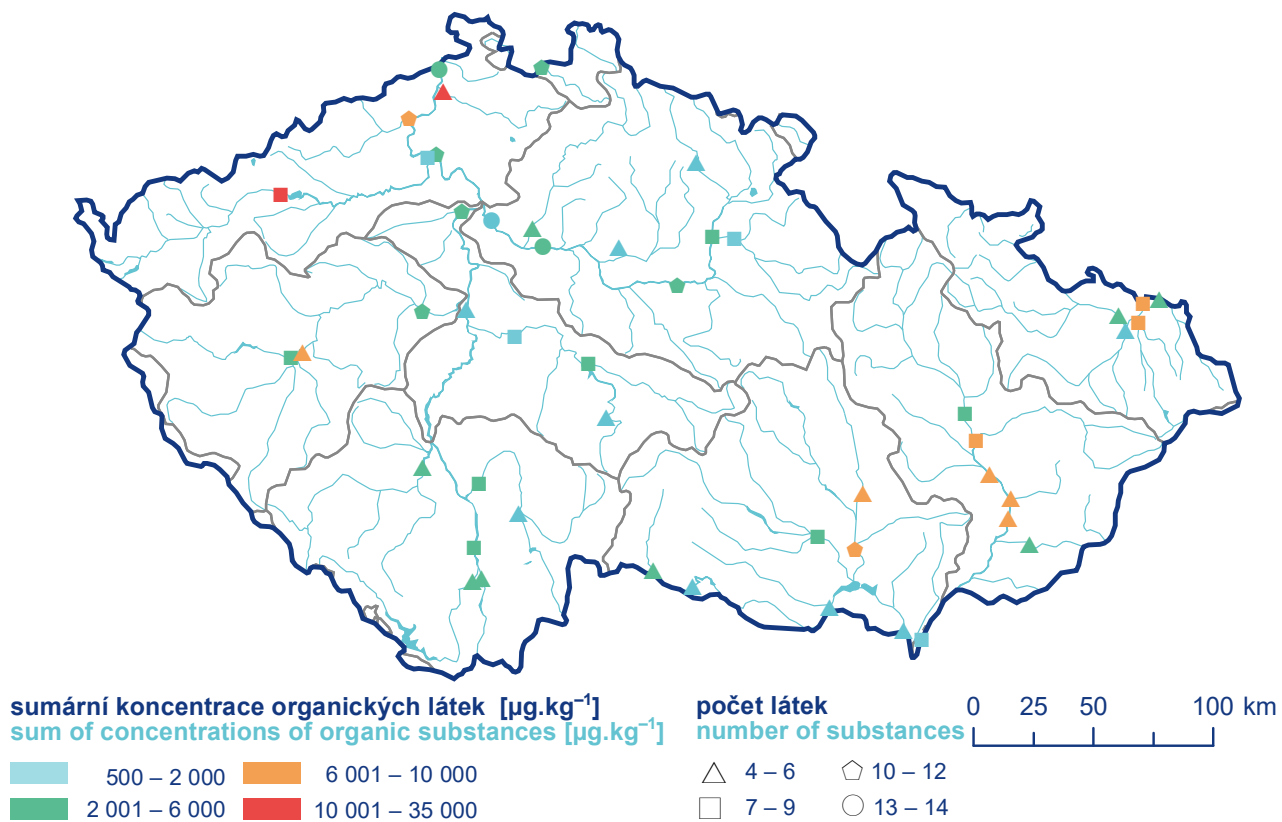 sumární koncentrace organických látek [µg.kg⁻¹]
sum of concentrations of organic substances [µg.kg⁻¹]
500 – 2 000
6 001 – 10 000
2 001 – 6 000
10 001 – 35 000
počet látek
number of substances
4 – 6
10 – 12
7 – 9
13 – 14
0 25 50 100 km